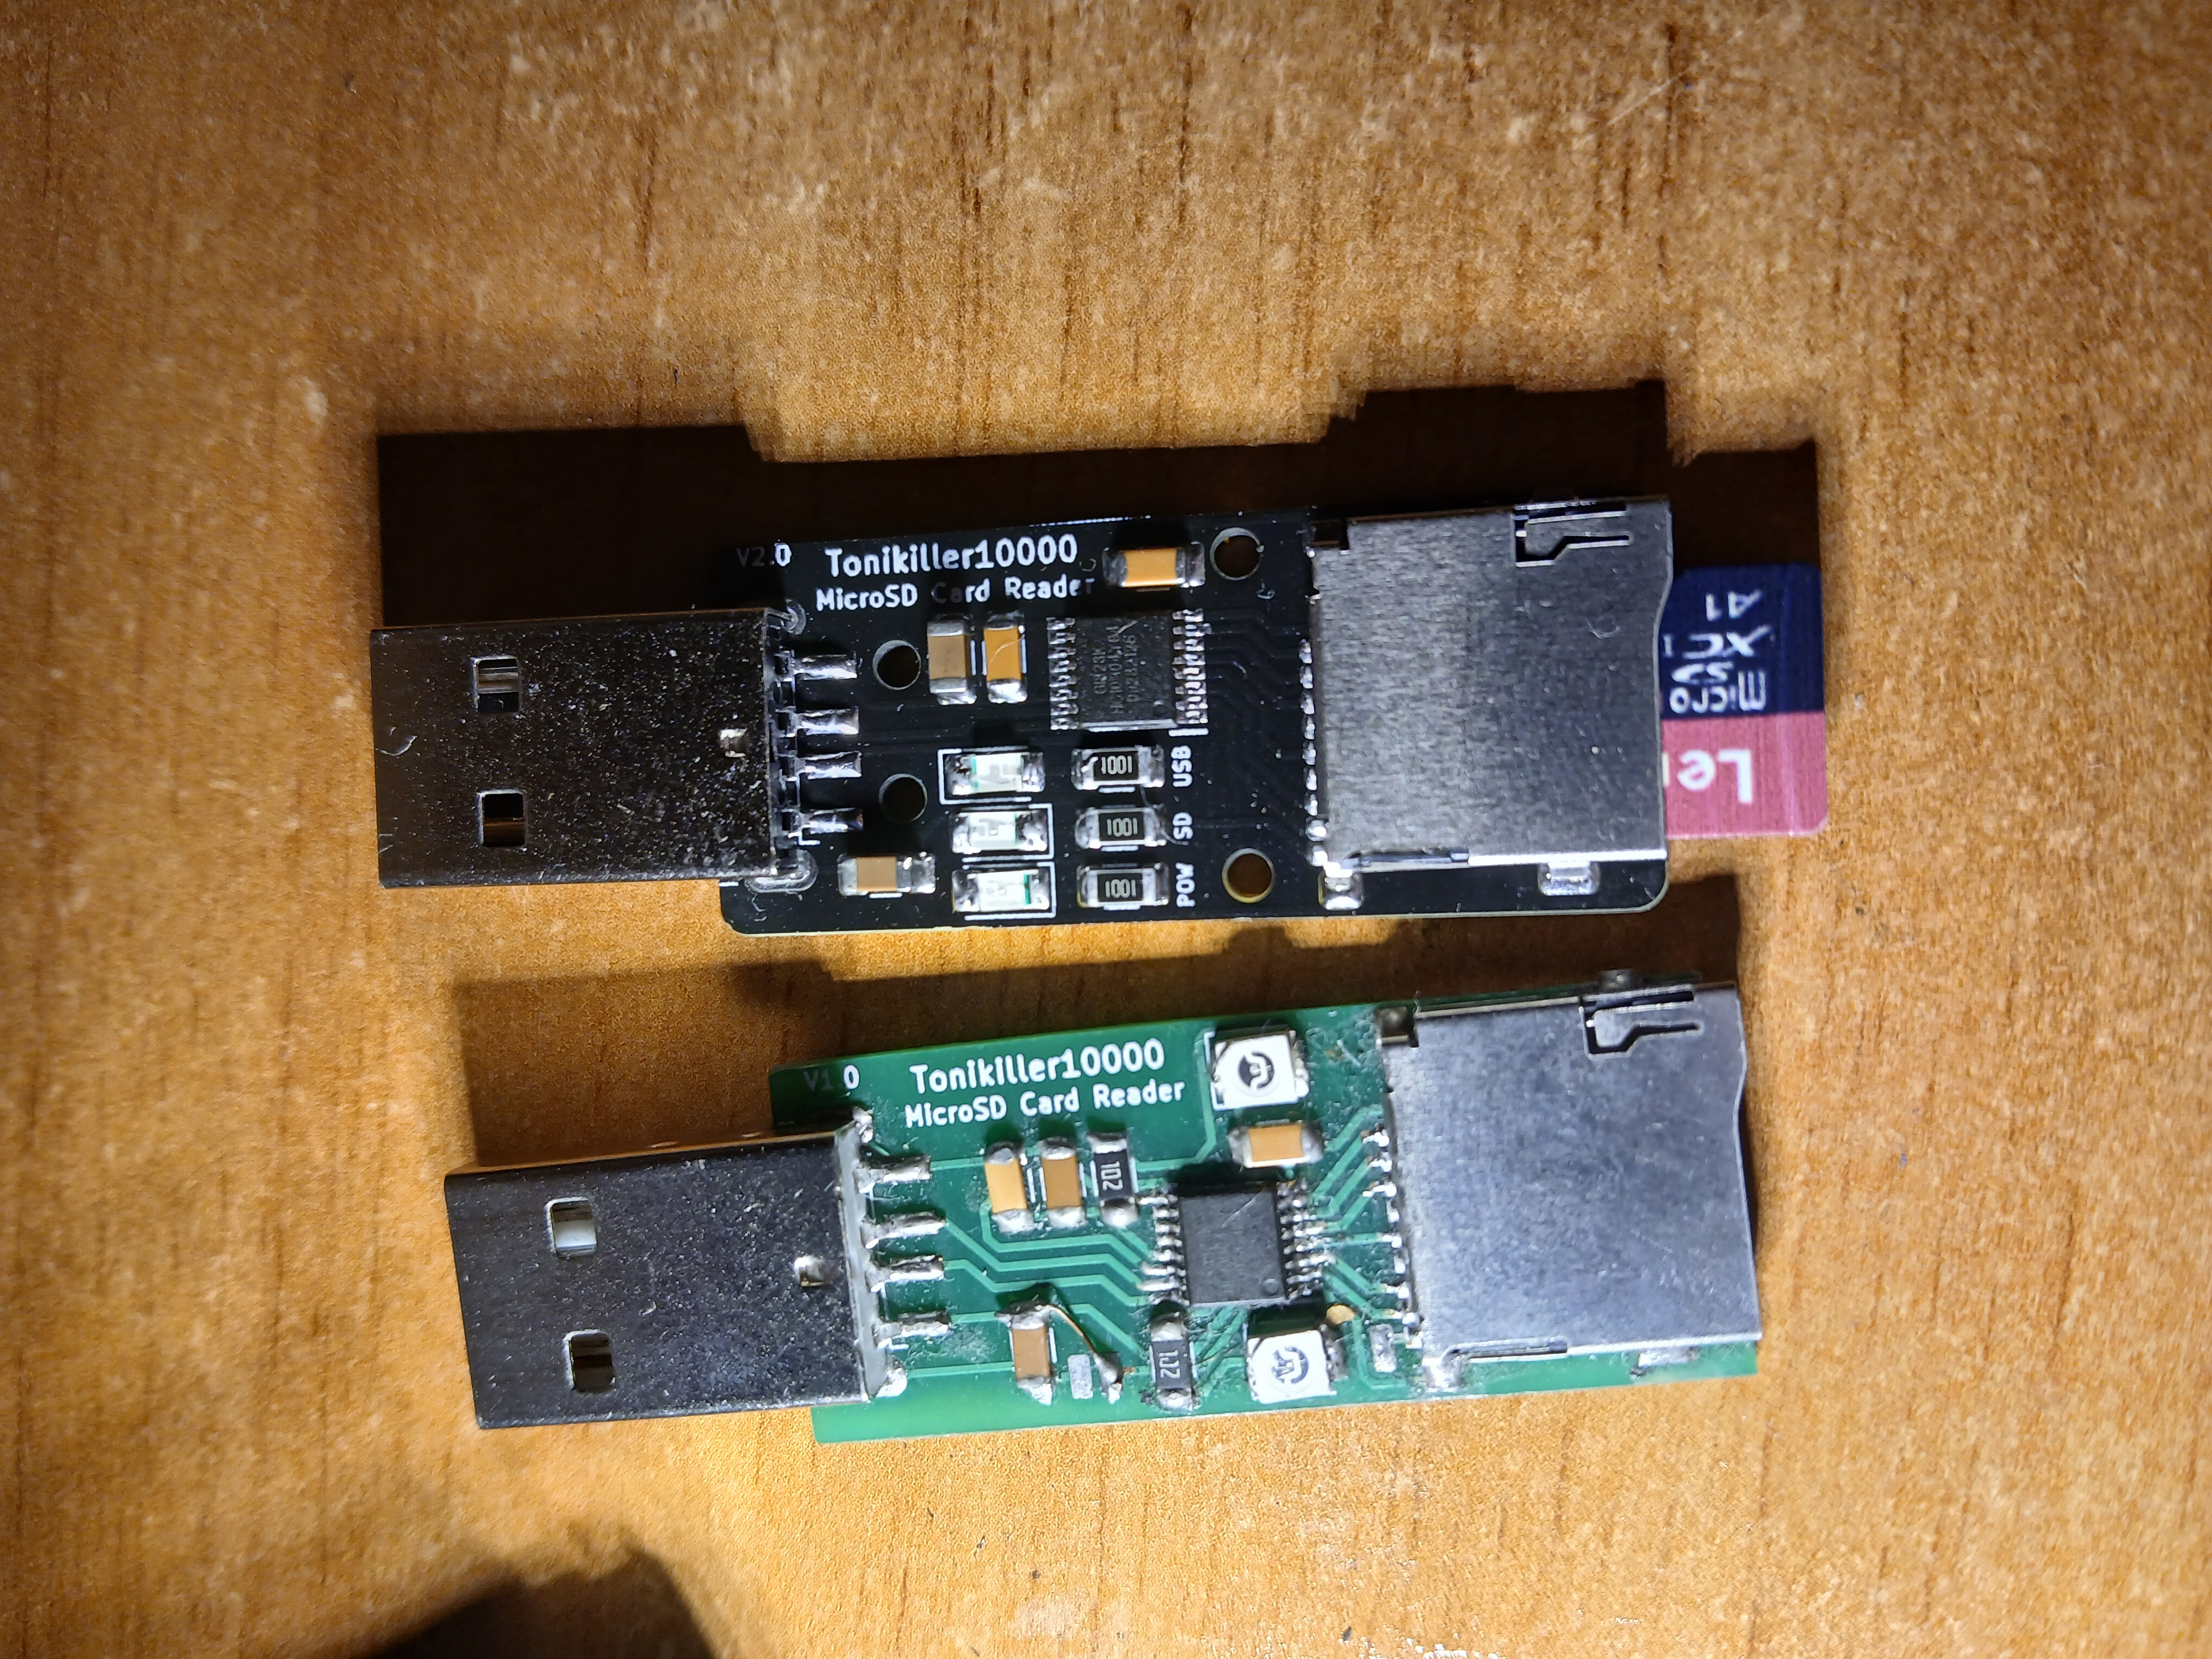 V1.0
Tonikiller10000
MicroSD Card Reader
102
102
V2.0
Tonikiller10000
MicroSD Card Reader
1001
1001
1001
POW
SD
USB
Le
micro
SD
XC I
A1